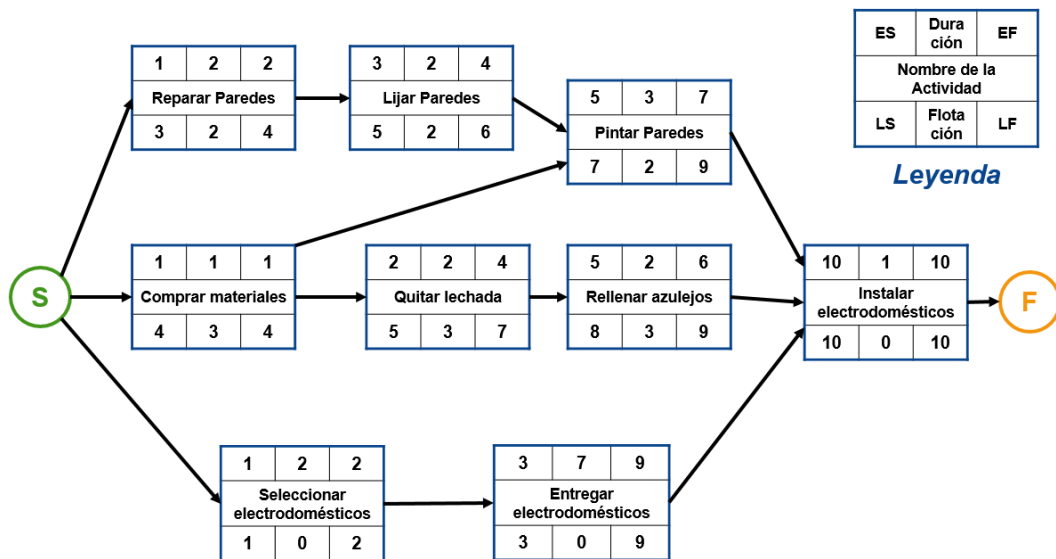 ES Dura ción EF
Nombre de la
Actividad
LS Flota ción LF
Leyenda
1 2 2
Reparar Paredes
3 2 4
3 2 4
Lijar Paredes
5 2 6
5 3 7
Pintar Paredes
7 2 9
S
1 1 1
Comprar materiales
4 3 4
2 2 4
Quitar lechada
5 3 7
5 2 6
Rellenar azulejos
8 3 9
10 1 10
Instalar
electrodomésticos
10 0 10
F
1 2 2
Seleccionar
electrodomésticos
1 0 2
3 7 9
Entregar
electrodomésticos
3 0 9